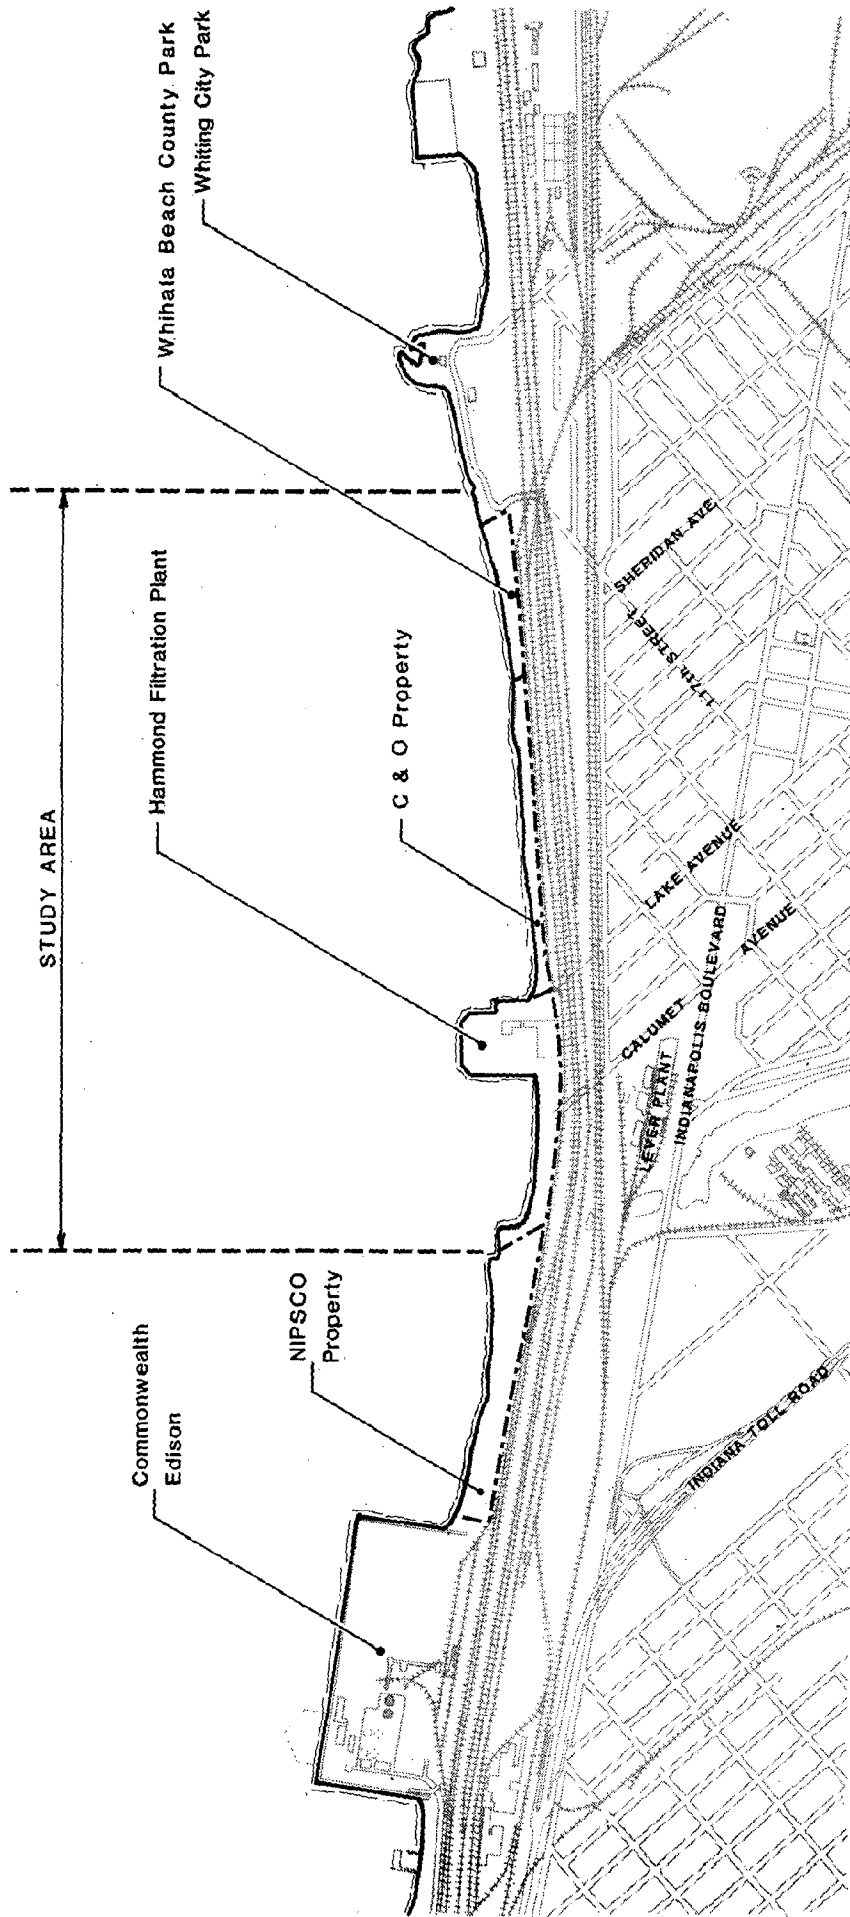 STUDY AREA
Commonwealth
Edison
NIPSCO
Property
Hammond Filtration Plant
C & O Property
Whihala Beach County Park
Whiting City Park
SHERIDAN AVE
117th STREET
LAKE AVENUE
CALUMET AVENUE
INDIANAPOLIS BOULEVARD
LEVER PLANT
INDIANA TOLL ROAD